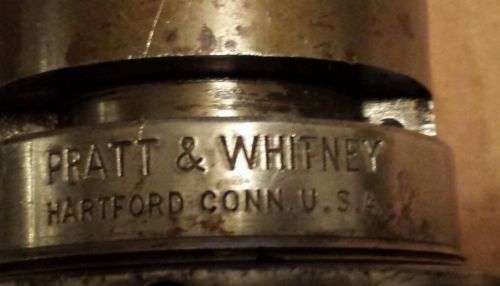 PRATT & WHITNEY
HARTFORD CONN. U.S.A.